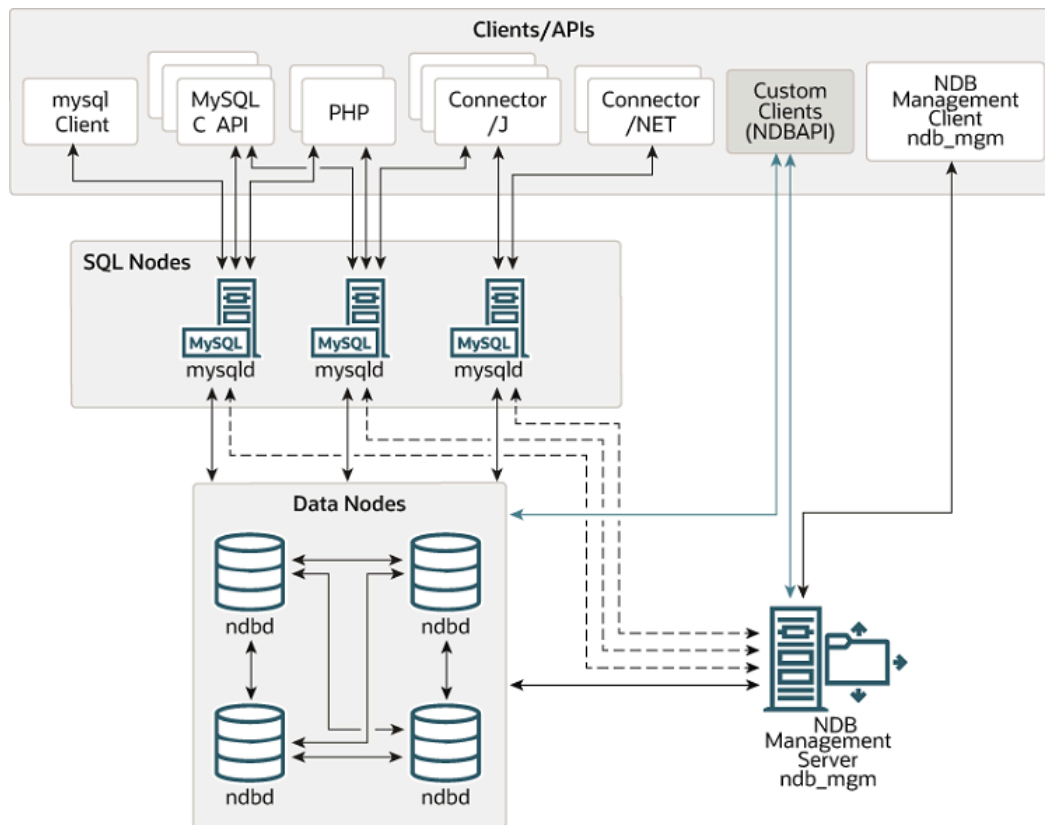 Clients/APIs
mysql
Client
MySQL
C API
PHP
Connector
/J
Connector
/NET
Custom
Clients
(NDBAPI)
NDB
Management
Client
ndb_mgm
SQL Nodes
MySQL
mysqld
MySQL
mysqld
MySQL
mysqld
Data Nodes
ndbd
ndbd
ndbd
ndbd
NDB
Management
Server
ndb_mgm